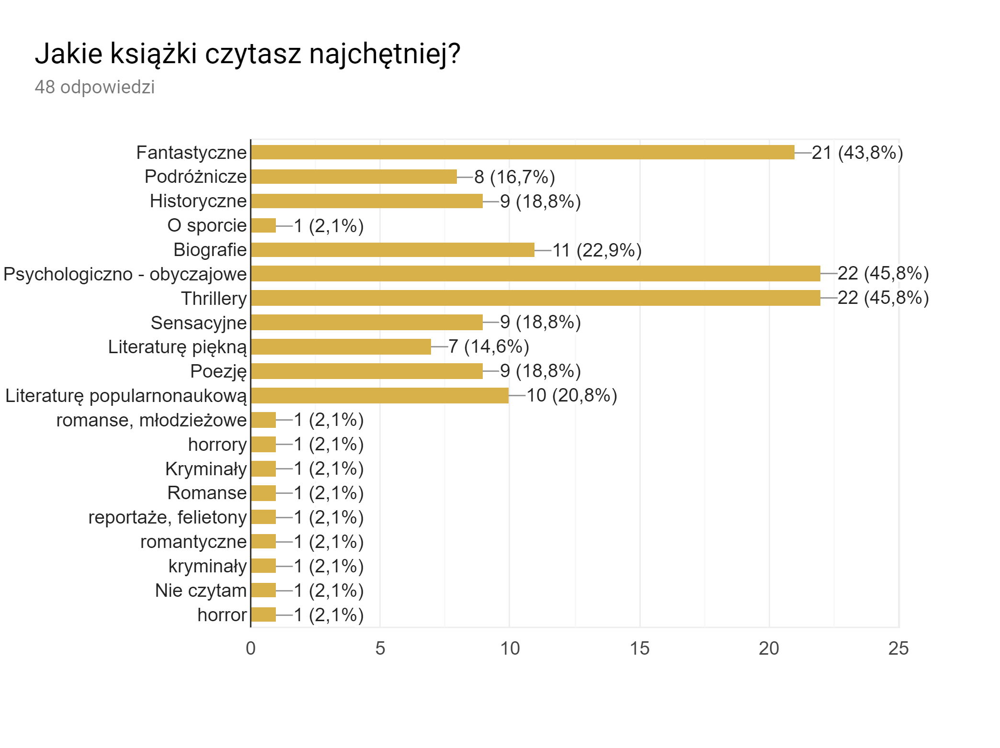 Jakie książki czytasz najchętniej?
48 odpowiedzi
Fantastyczne 21 (43,8%)
Podróżnicze 8 (16,7%)
Historyczne 9 (18,8%)
O sporcie 1 (2,1%)
Biografie 11 (22,9%)
Psychologiczno - obyczajowe 22 (45,8%)
Thrillery 22 (45,8%)
Sensacyjne 9 (18,8%)
Literaturę piękną 7 (14,6%)
Poezję 9 (18,8%)
Literaturę popularnonaukową 10 (20,8%)
romanse, młodzieżowe 1 (2,1%)
horrory 1 (2,1%)
Kryminały 1 (2,1%)
Romanse 1 (2,1%)
reportaże, felietony 1 (2,1%)
romantyczne 1 (2,1%)
kryminały 1 (2,1%)
Nie czytam 1 (2,1%)
horror 1 (2,1%)
0 5 10 15 20 25